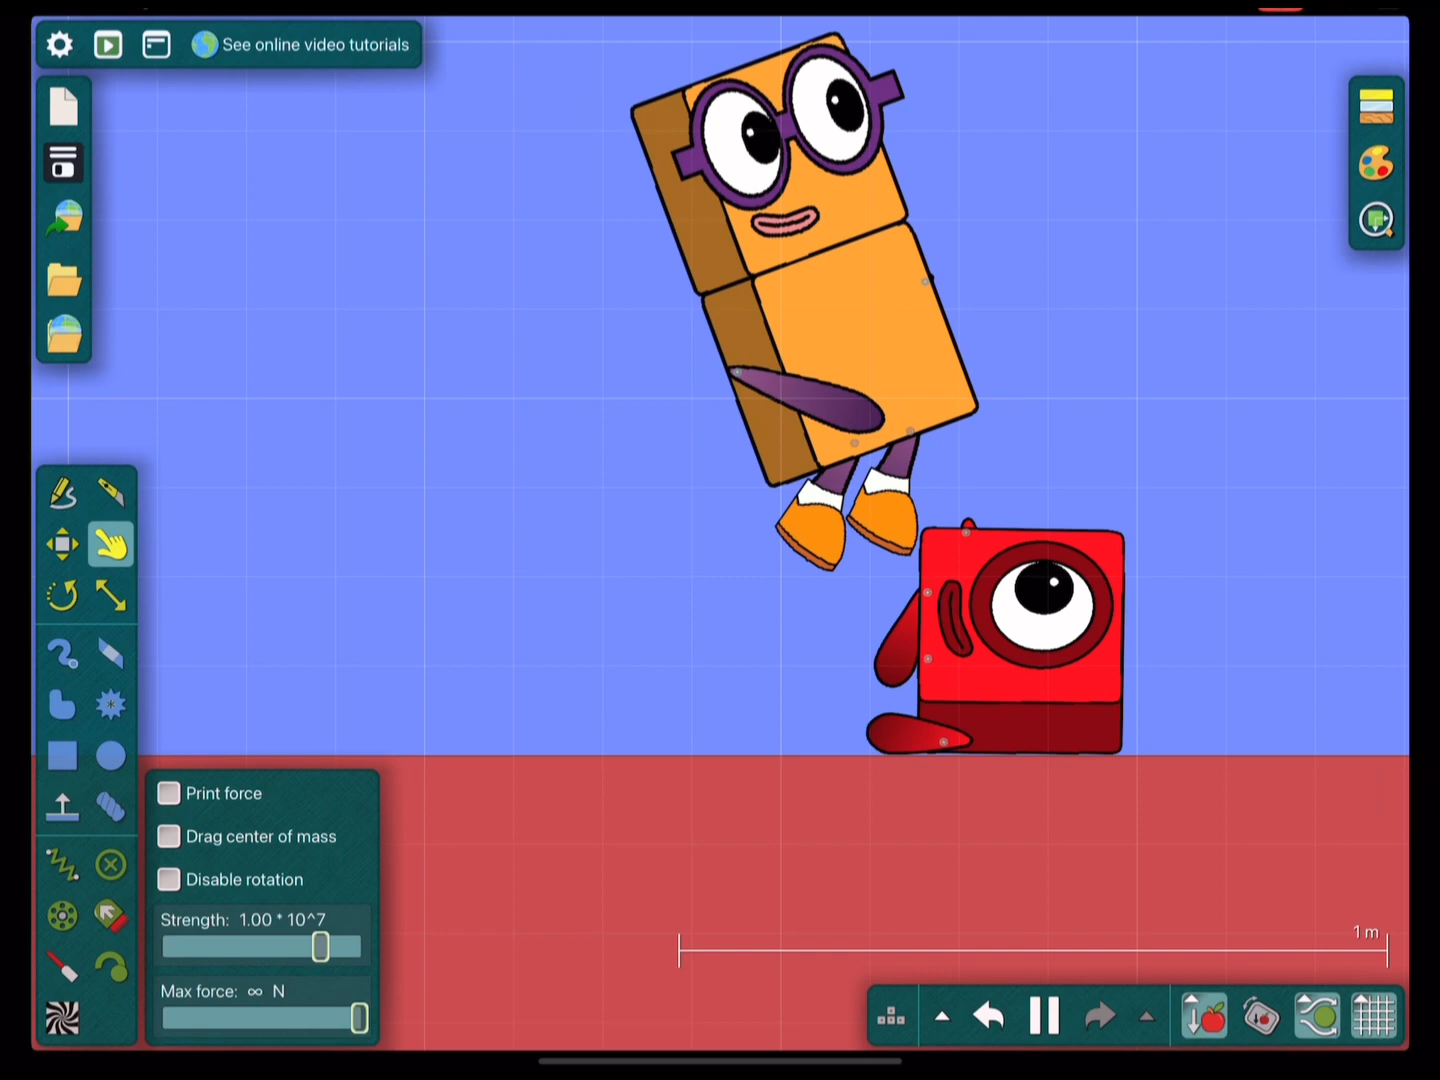 See online video tutorials
Print force
Drag center of mass
Disable rotation
Strength: 1.00 * 10^7
Max force: ∞ N
1 m